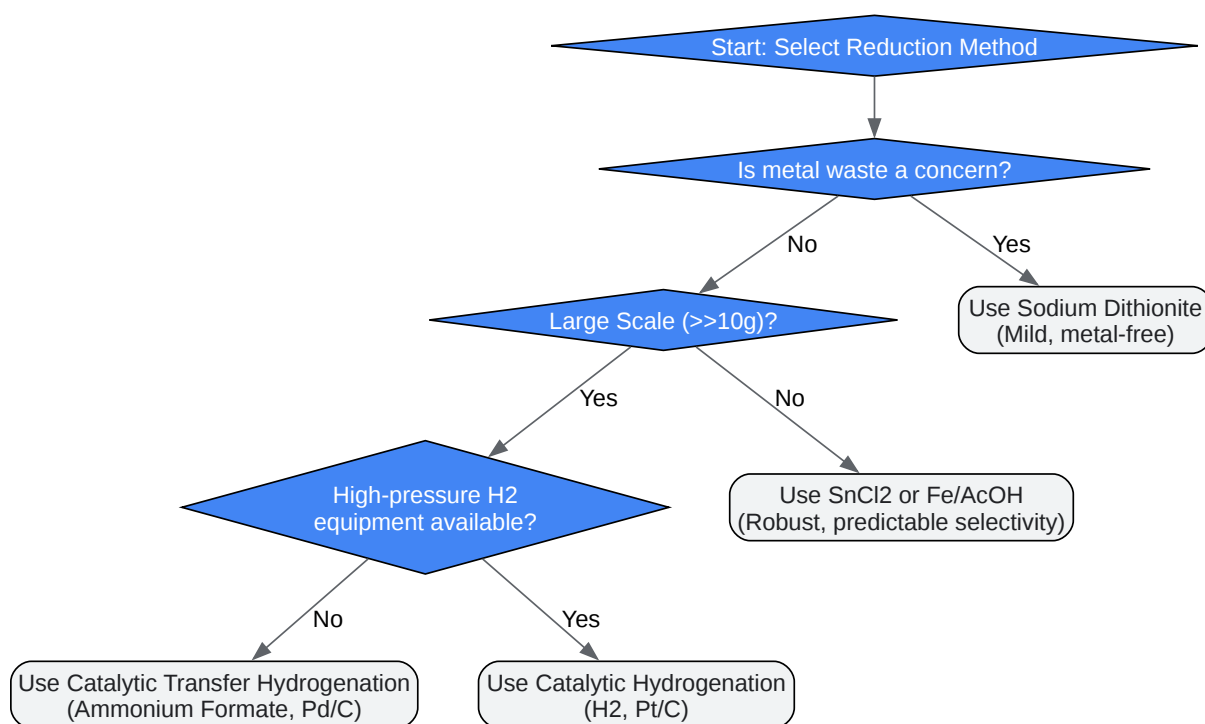 Start: Select Reduction Method
Is metal waste a concern?
No
Yes
Large Scale (>>10g)?
Use Sodium Dithionite
(Mild, metal-free)
Yes
No
High-pressure H2
equipment available?
Use SnCl2 or Fe/AcOH
(Robust, predictable selectivity)
No
Yes
Use Catalytic Transfer Hydrogenation
(Ammonium Formate, Pd/C)
Use Catalytic Hydrogenation
(H2, Pt/C)